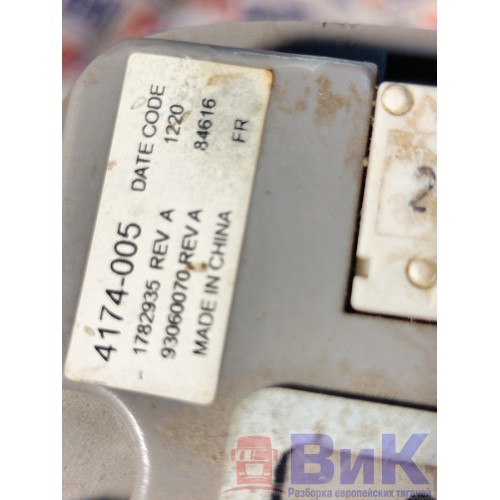 4174-005 DATE CODE
1782935 REV A 1220
93060070 REV A 84616
MADE IN CHINA FR
2
ВиК
Разборка европейских тягачей